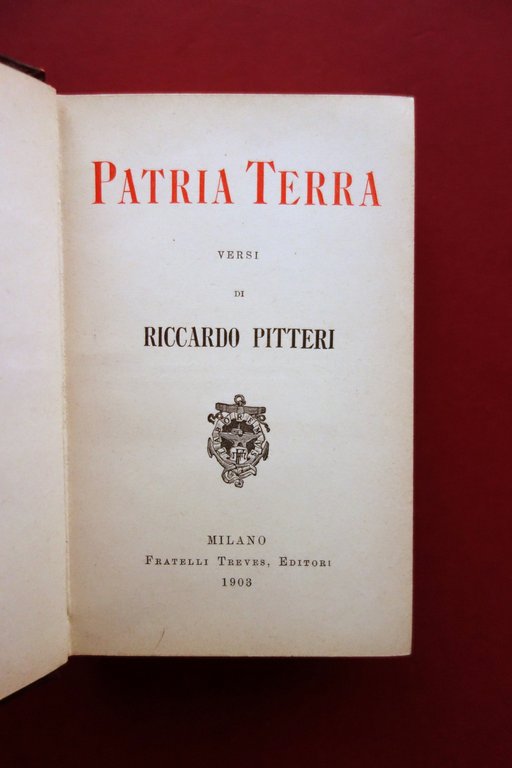 PATRIA TERRA
VERSI
DI
RICCARDO PITTERI
MILANO
FRATELLI TREVES, EDITORI
1903